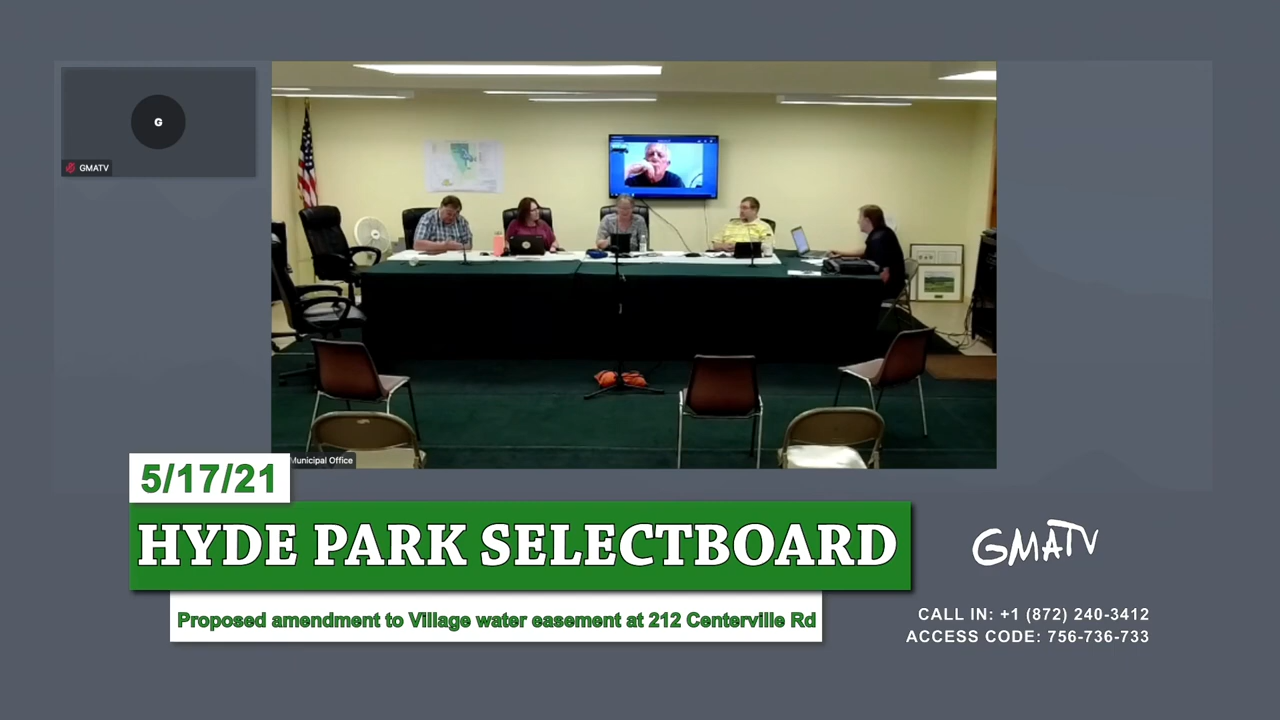 G
GMATV
Municipal Office
5/17/21
HYDE PARK SELECTBOARD
Proposed amendment to Village water easement at 212 Centerville Rd
GMATV
CALL IN: +1 (872) 240-3412
ACCESS CODE: 756-736-733